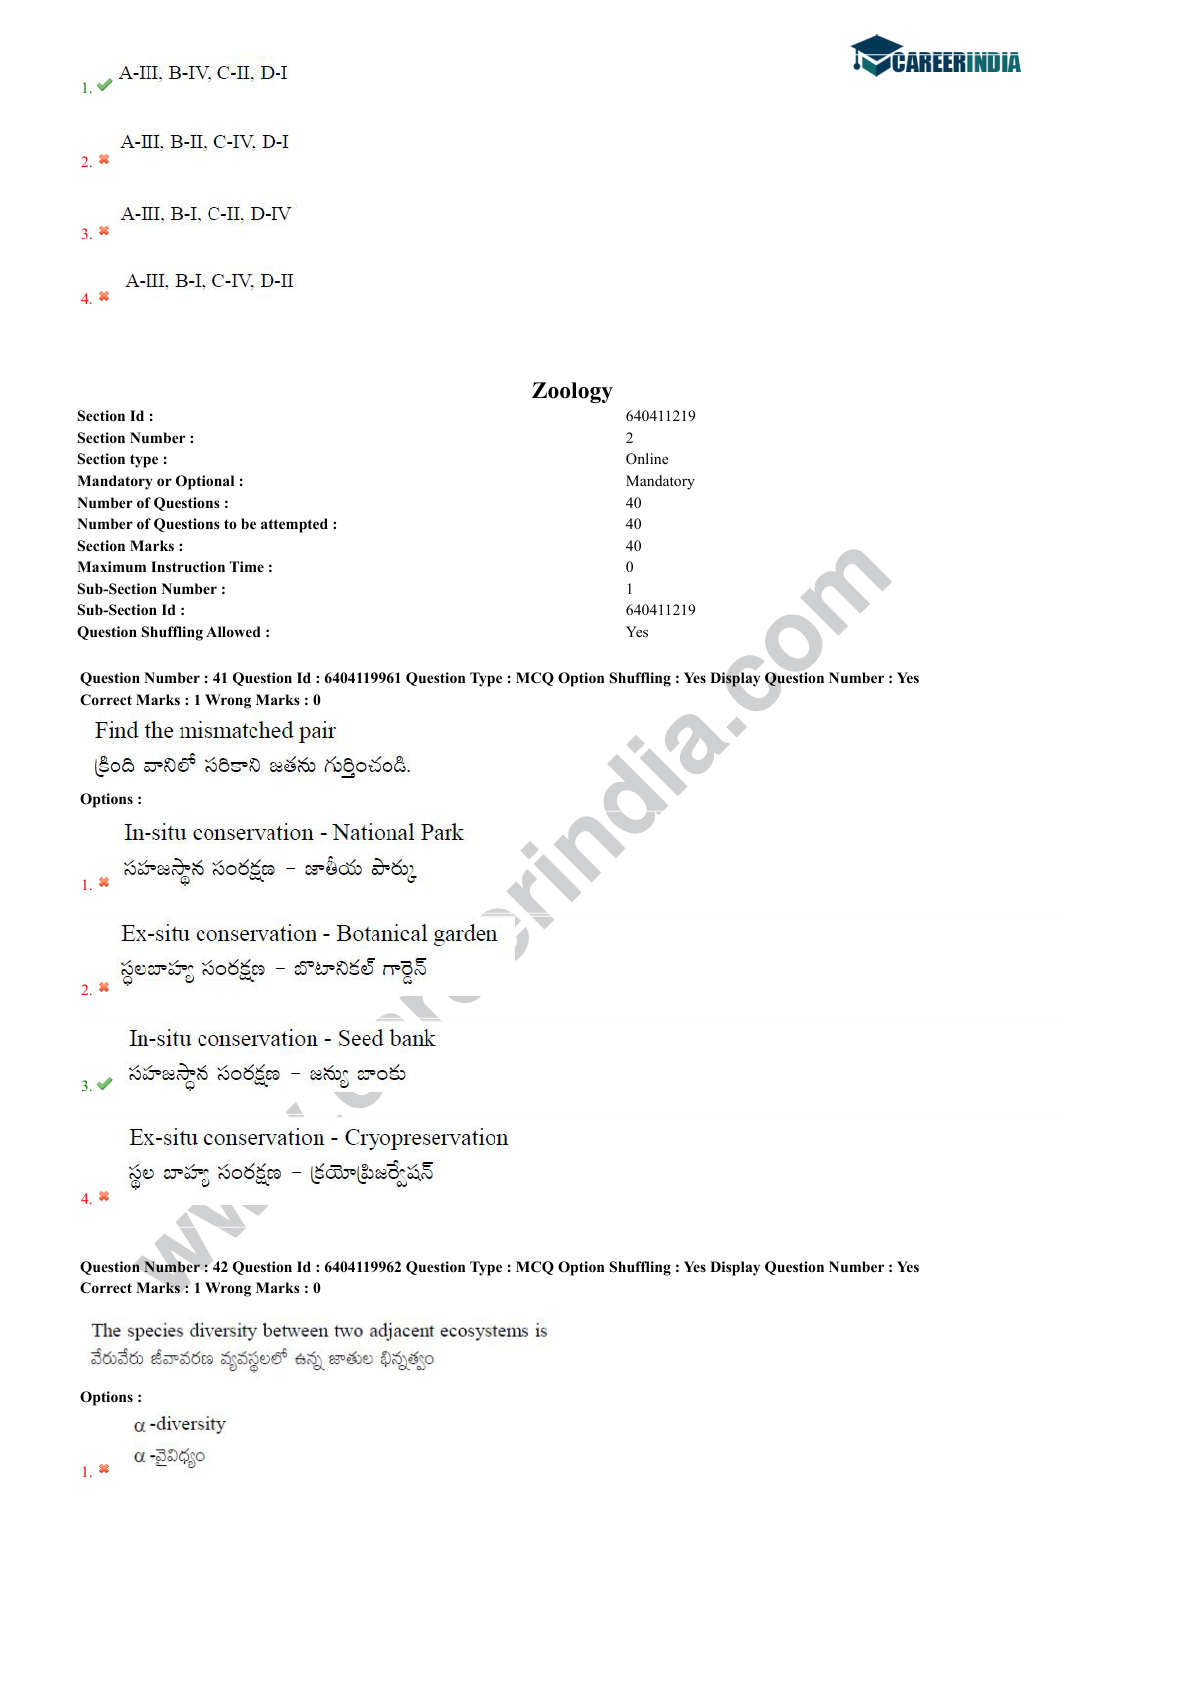 CAREERINDIA
A-III, B-IV, C-II, D-I
1.
A-III, B-II, C-IV, D-I
2.
A-III, B-I, C-II, D-IV
3.
A-III, B-I, C-IV, D-II
4.
Zoology
Section Id : 640411219
Section Number : 2
Section type : Online
Mandatory or Optional : Mandatory
Number of Questions : 40
Number of Questions to be attempted : 40
Section Marks : 40
Maximum Instruction Time : 0
Sub-Section Number : 1
Sub-Section Id : 640411219
Question Shuffling Allowed : Yes
Question Number : 41 Question Id : 6404119961 Question Type : MCQ Option Shuffling : Yes Display Question Number : Yes
Correct Marks : 1 Wrong Marks : 0
Find the mismatched pair
క్రింది వానిలో సరికాని జతను గుర్తించండి.
Options :
In-situ conservation - National Park
సహజస్థాన సంరక్షణ – జాతీయ పార్కు
1.
Ex-situ conservation - Botanical garden
స్థలబాహ్య సంరక్షణ – బొటానికల్ గార్డెన్
2.
In-situ conservation - Seed bank
సహజస్థాన సంరక్షణ – జన్యు బాంకు
3.
Ex-situ conservation - Cryopreservation
స్థల బాహ్య సంరక్షణ – క్రయోప్రిజర్వేషన్
4.
Question Number : 42 Question Id : 6404119962 Question Type : MCQ Option Shuffling : Yes Display Question Number : Yes
Correct Marks : 1 Wrong Marks : 0
The species diversity between two adjacent ecosystems is
వేరువేరు జీవావరణ వ్యవస్థలలో ఉన్న జాతుల భిన్నత్వం
Options :
α -diversity
α -వైవిధ్యం
1.
www.careerindia.com